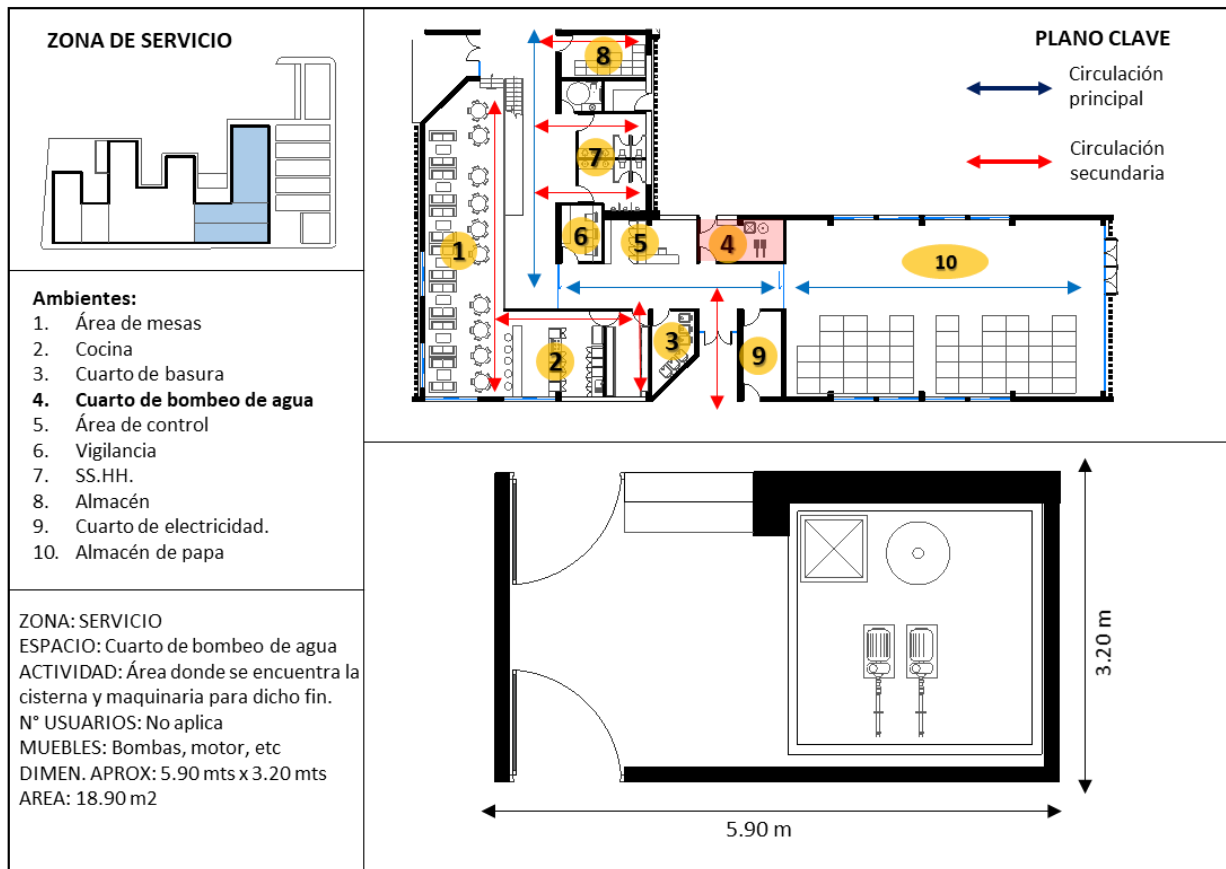 ZONA DE SERVICIO
Ambientes:
1. Área de mesas
2. Cocina
3. Cuarto de basura
4. Cuarto de bombeo de agua
5. Área de control
6. Vigilancia
7. SS.HH.
8. Almacén
9. Cuarto de electricidad.
10. Almacén de papa
ZONA: SERVICIO
ESPACIO: Cuarto de bombeo de agua
ACTIVIDAD: Área donde se encuentra la
cisterna y maquinaria para dicho fin.
N° USUARIOS: No aplica
MUEBLES: Bombas, motor, etc
DIMEN. APROX: 5.90 mts x 3.20 mts
AREA: 18.90 m2
PLANO CLAVE
Circulación
principal
Circulación
secundaria
8
7
6
5
4
1
10
3
2
9
3.20 m
5.90 m